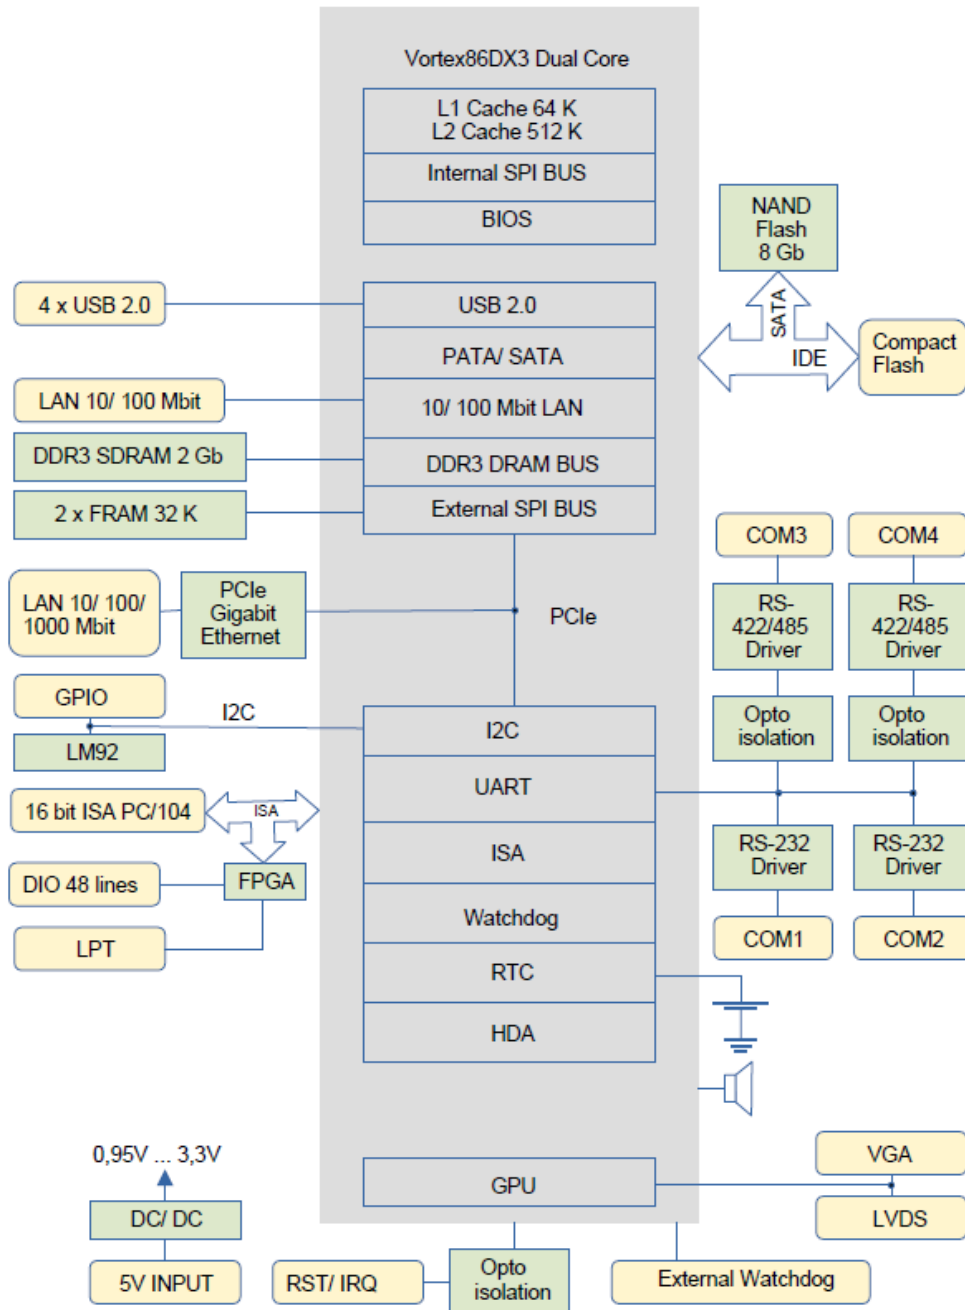 Vortex86DX3 Dual Core
L1 Cache 64 K
L2 Cache 512 K
Internal SPI BUS
BIOS
NAND
Flash
8 Gb
SATA
IDE
Compact
Flash
4 x USB 2.0
USB 2.0
PATA/ SATA
LAN 10/ 100 Mbit
10/ 100 Mbit LAN
DDR3 SDRAM 2 Gb
DDR3 DRAM BUS
2 x FRAM 32 K
External SPI BUS
LAN 10/ 100/
1000 Mbit
PCIe
Gigabit
Ethernet
PCIe
COM3
COM4
RS-
422/485
Driver
RS-
422/485
Driver
Opto
isolation
Opto
isolation
GPIO
I2C
LM92
I2C
UART
16 bit ISA PC/104
ISA
ISA
DIO 48 lines
FPGA
LPT
RS-232
Driver
RS-232
Driver
COM1
COM2
Watchdog
RTC
HDA
0,95V ... 3,3V
DC/ DC
5V INPUT
GPU
VGA
LVDS
RST/ IRQ
Opto
isolation
External Watchdog